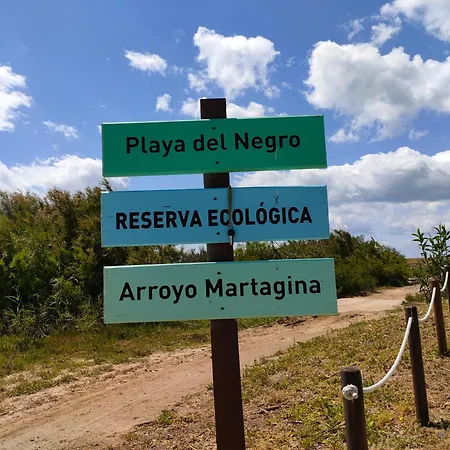 Playa del Negro
RESERVA ECOLÓGICA
Arroyo Martagina